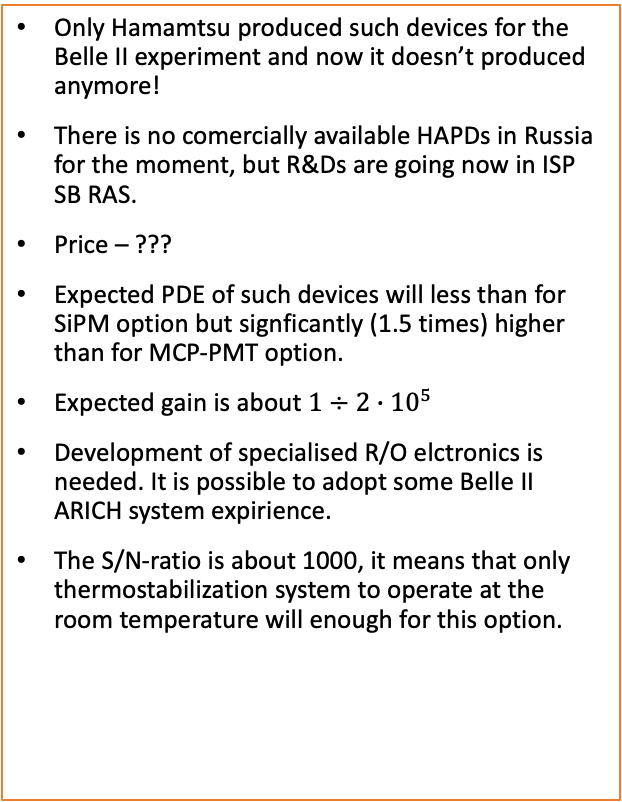 • Only Hamamtsu produced such devices for the
Belle II experiment and now it doesn’t produced
anymore!
• There is no comercially available HAPDs in Russia
for the moment, but R&Ds are going now in ISP
SB RAS.
• Price – ???
• Expected PDE of such devices will less than for
SiPM option but signficantly (1.5 times) higher
than for MCP-PMT option.
• Expected gain is about 1 ÷ 2 · 10⁵
• Development of specialised R/O elctronics is
needed. It is possible to adopt some Belle II
ARICH system expirience.
• The S/N-ratio is about 1000, it means that only
thermostabilization system to operate at the
room temperature will enough for this option.